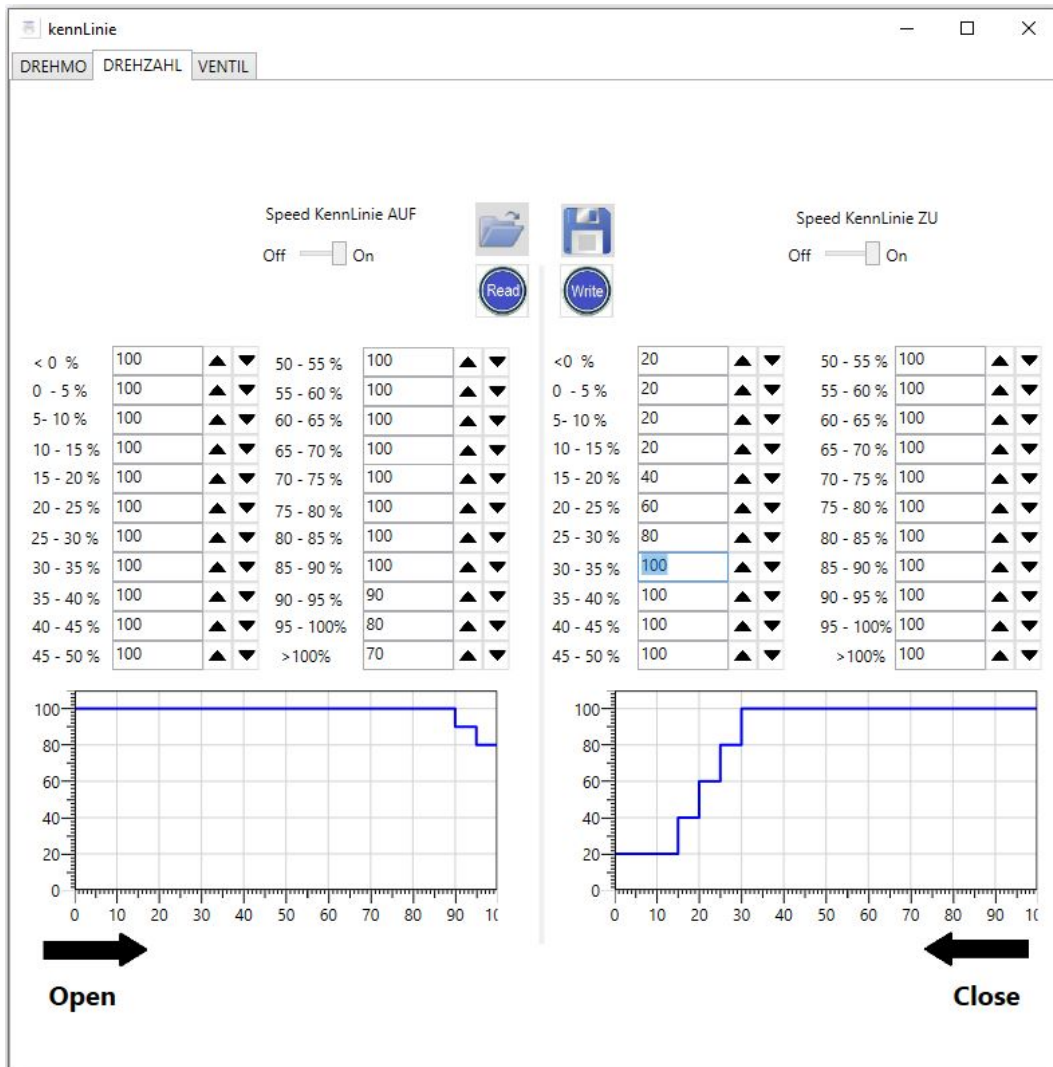 kennLinie
DREHMO DREHZAHL VENTIL
Speed KennLinie AUF
Off On
Speed KennLinie ZU
Off On
Read Write
< 0 % 100 50 - 55 % 100 <0 % 20 50 - 55 % 100
0 - 5 % 100 55 - 60 % 100 0 - 5 % 20 55 - 60 % 100
5- 10 % 100 60 - 65 % 100 5- 10 % 20 60 - 65 % 100
10 - 15 % 100 65 - 70 % 100 10 - 15 % 20 65 - 70 % 100
15 - 20 % 100 70 - 75 % 100 15 - 20 % 40 70 - 75 % 100
20 - 25 % 100 75 - 80 % 100 20 - 25 % 60 75 - 80 % 100
25 - 30 % 100 80 - 85 % 100 25 - 30 % 80 80 - 85 % 100
30 - 35 % 100 85 - 90 % 100 30 - 35 % 100 85 - 90 % 100
35 - 40 % 100 90 - 95 % 90 35 - 40 % 100 90 - 95 % 100
40 - 45 % 100 95 - 100% 80 40 - 45 % 100 95 - 100% 100
45 - 50 % 100 >100% 70 45 - 50 % 100 >100% 100
100
80
60
40
20
0
0 10 20 30 40 50 60 70 80 90 10
100
80
60
40
20
0
0 10 20 30 40 50 60 70 80 90 10
Open
Close